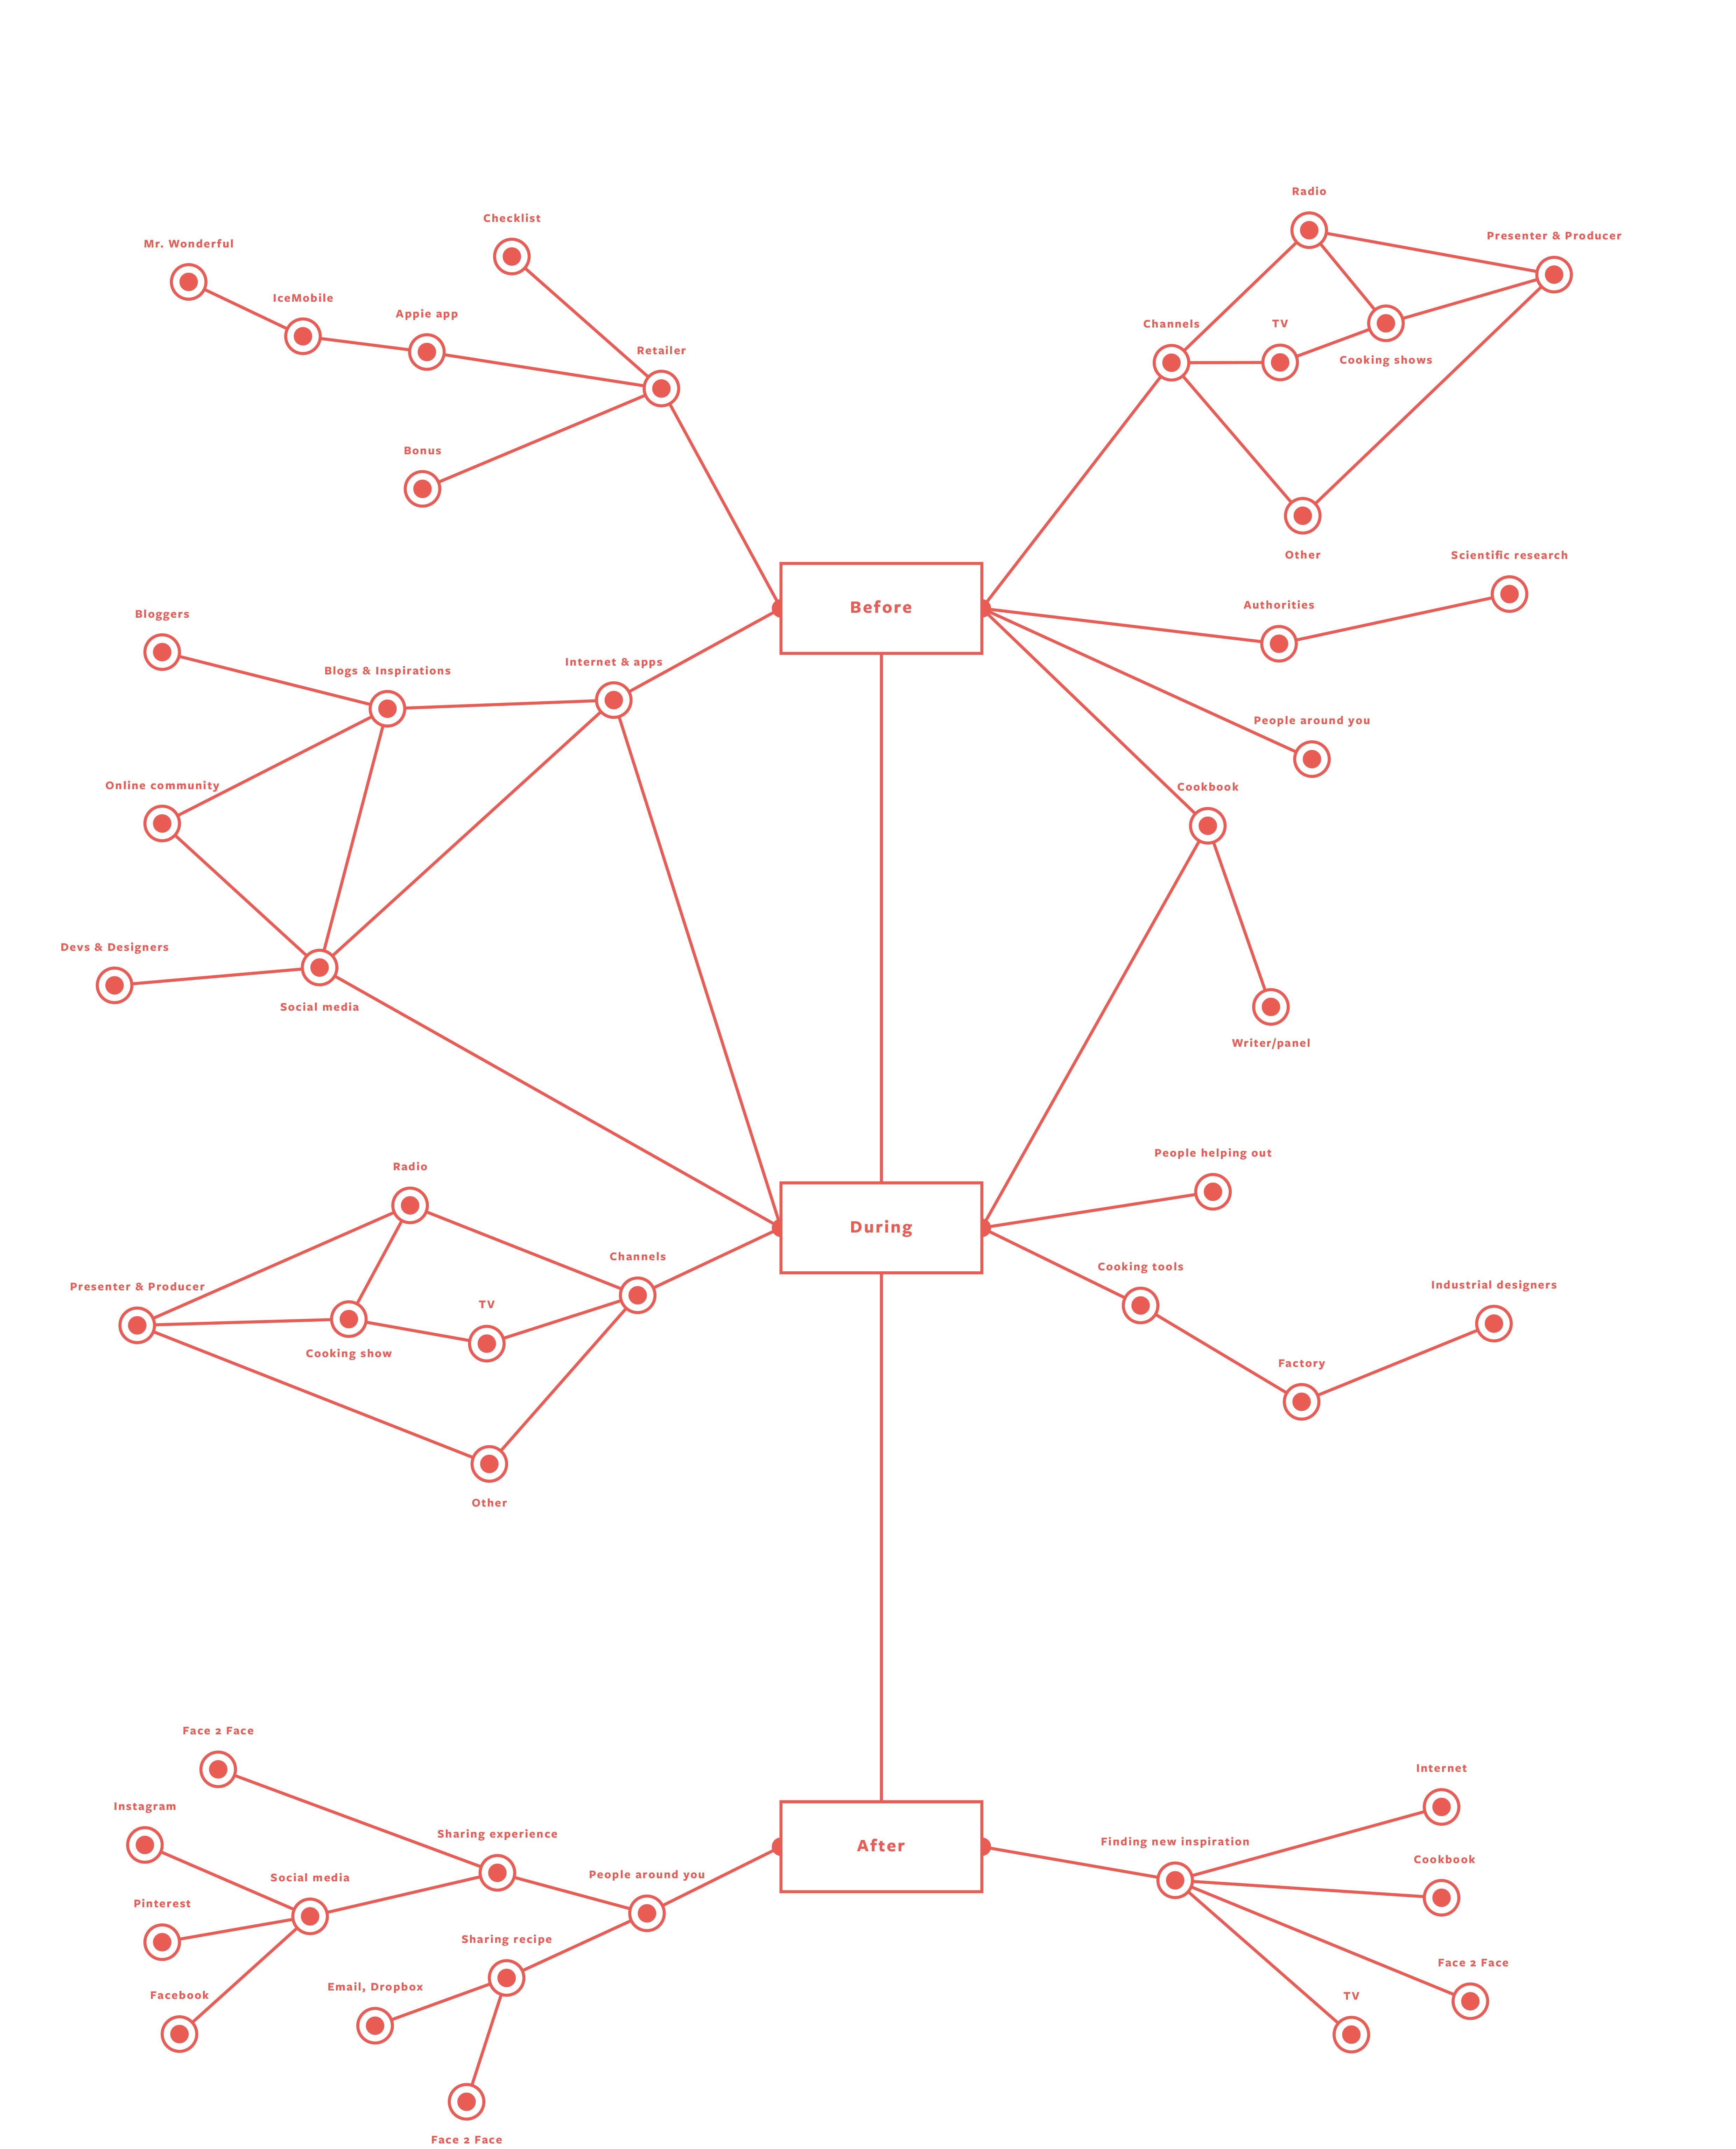 Radio
Checklist
Presenter & Producer
Mr. Wonderful
IceMobile
Appie app
Channels
TV
Retailer
Cooking shows
Bonus
Other
Scientific research
Before
Authorities
Bloggers
Internet & apps
Blogs & Inspirations
People around you
Online community
Cookbook
Devs & Designers
Social media
Writer/panel
People helping out
Radio
During
Channels
Cooking tools
Presenter & Producer
Industrial designers
TV
Cooking show
Factory
Other
Face 2 Face
Internet
Instagram
Sharing experience
Finding new inspiration
After
Cookbook
People around you
Social media
Pinterest
Sharing recipe
Face 2 Face
Email, Dropbox
Facebook
TV
Face 2 Face